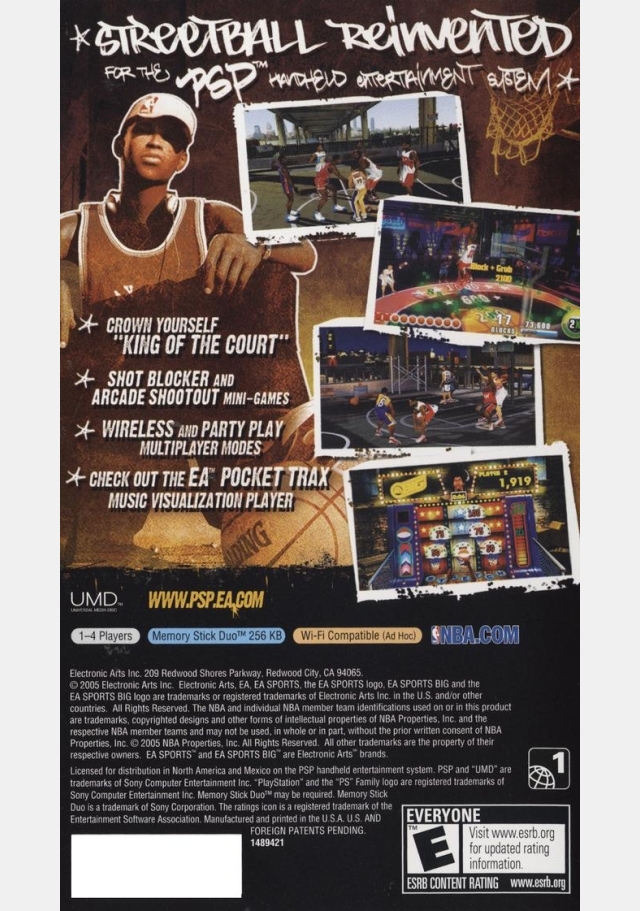 STREETBALL REINVENTED
FOR THE PSP™ HANDHELD ENTERTAINMENT SYSTEM
Block + Grab
2100
17
BLOCKS
73,600
2
CROWN YOURSELF
"KING OF THE COURT"
SHOT BLOCKER AND
ARCADE SHOOTOUT MINI-GAMES
WIRELESS AND PARTY PLAY
MULTIPLAYER MODES
CHECK OUT THE EA™ POCKET TRAX
MUSIC VISUALIZATION PLAYER
PLAYER 2
1,919
UMD™
UNIVERSAL MEDIA DISC
WWW.PSP.EA.COM
1–4 Players
Memory Stick Duo™ 256 KB
Wi-Fi Compatible (Ad Hoc)
NBA.COM
Electronic Arts Inc. 209 Redwood Shores Parkway, Redwood City, CA 94065.
© 2005 Electronic Arts Inc. Electronic Arts, EA, EA SPORTS, the EA SPORTS logo, EA SPORTS BIG and the
EA SPORTS BIG logo are trademarks or registered trademarks of Electronic Arts Inc. in the U.S. and/or other
countries. All Rights Reserved. The NBA and individual NBA member team identifications used on or in this product
are trademarks, copyrighted designs and other forms of intellectual properties of NBA Properties, Inc. and the
respective NBA member teams and may not be used, in whole or in part, without the prior written consent of NBA
Properties, Inc. © 2005 NBA Properties, Inc. All Rights Reserved. All other trademarks are the property of their
respective owners. EA SPORTS™ and EA SPORTS BIG™ are Electronic Arts™ brands.
Licensed for distribution in North America and Mexico on the PSP handheld entertainment system. PSP and "UMD" are
trademarks of Sony Computer Entertainment Inc. "PlayStation" and the "PS" Family logo are registered trademarks of
Sony Computer Entertainment Inc. Memory Stick Duo™ may be required. Memory Stick
Duo is a trademark of Sony Corporation. The ratings icon is a registered trademark of the
Entertainment Software Association. Manufactured and printed in the U.S.A. U.S. AND
FOREIGN PATENTS PENDING.
1489421
1
EVERYONE
E
Visit www.esrb.org
for updated rating
information.
ESRB CONTENT RATING www.esrb.org